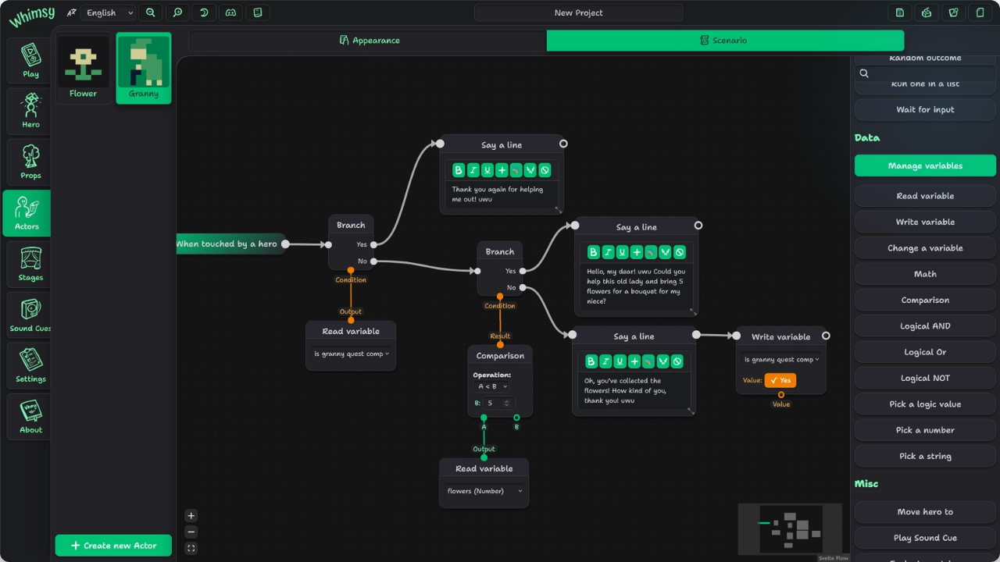 Whimsy
English
New Project
Play
Hero
Props
Actors
Stages
Sound Cues
Settings
About
Flower
Granny
Create new Actor
Appearance
Scenario
When touched by a hero
Branch
Yes
No
Condition
Output
Read variable
is granny quest comp
Say a line
B I U
Thank you again for helping
me out! uwu
Branch
Yes
No
Condition
Result
Comparison
Operation:
A < B
B: 5
A B
Output
Read variable
flowers (Number)
Say a line
B I U
Hello, my dear! uwu Could you
help this old lady and bring 5
flowers for a bouquet for my
niece?
Say a line
B I U
Oh, you've collected the
flowers! How kind of you,
thank you! uwu
Write variable
is granny quest comp
Value: ✓ Yes
Value
Svelte Flow
Random outcome
Run one in a list
Wait for input
Data
Manage variables
Read variable
Write variable
Change a variable
Math
Comparison
Logical AND
Logical Or
Logical NOT
Pick a logic value
Pick a number
Pick a string
Misc
Move hero to
Play Sound Cue